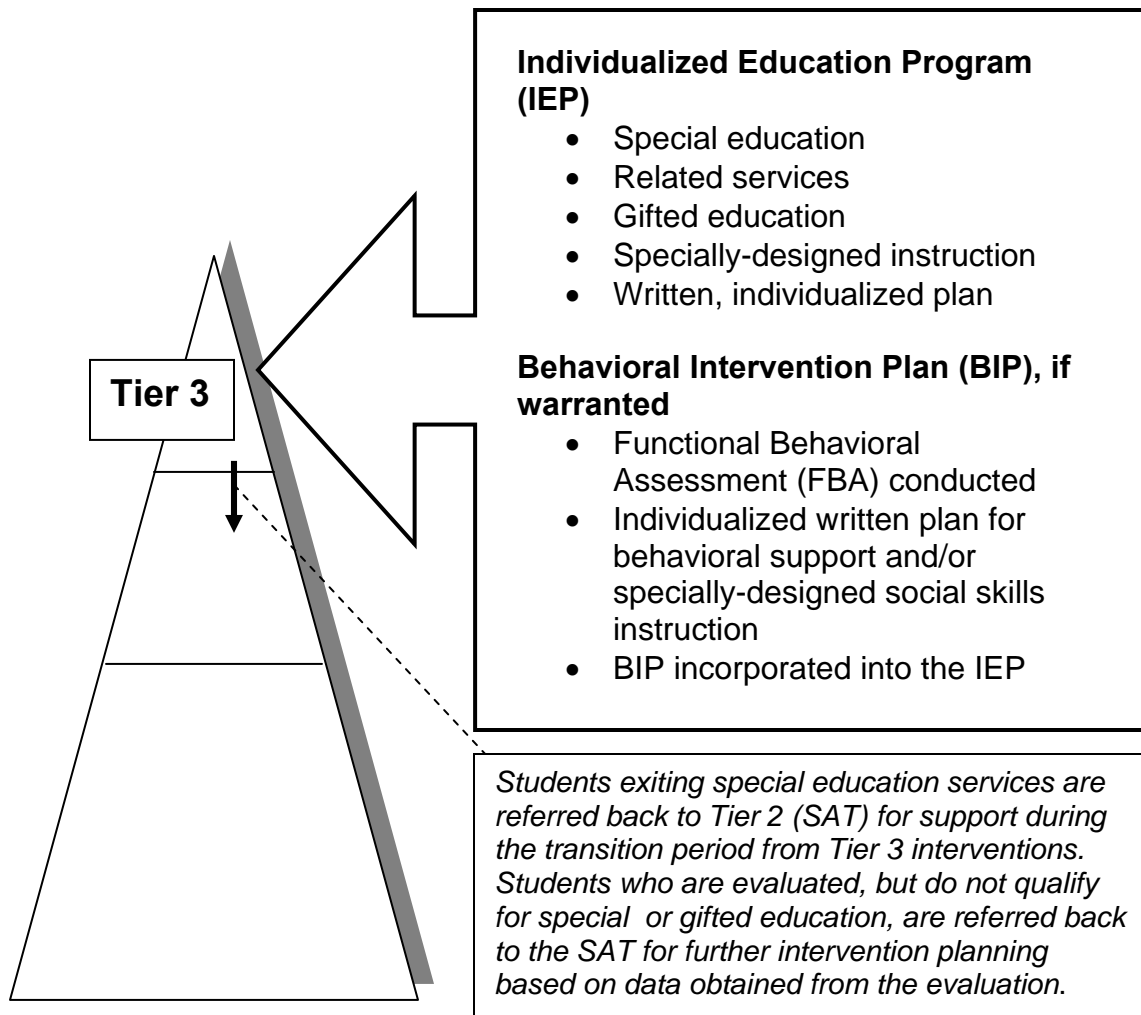 Individualized Education Program
(IEP)
• Special education
• Related services
• Gifted education
• Specially-designed instruction
• Written, individualized plan
Tier 3
Behavioral Intervention Plan (BIP), if
warranted
• Functional Behavioral
Assessment (FBA) conducted
• Individualized written plan for
behavioral support and/or
specially-designed social skills
instruction
• BIP incorporated into the IEP
Students exiting special education services are
referred back to Tier 2 (SAT) for support during
the transition period from Tier 3 interventions.
Students who are evaluated, but do not qualify
for special or gifted education, are referred back
to the SAT for further intervention planning
based on data obtained from the evaluation.